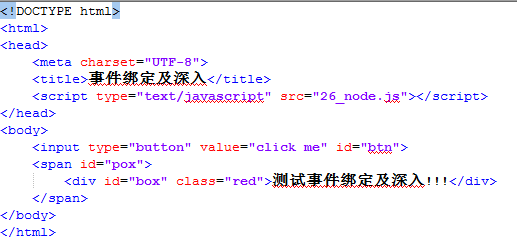 <!DOCTYPE html>
<html>
<head>
    <meta charset="UTF-8">
    <title>事件绑定及深入</title>
    <script type="text/javascript" src="26_node.js"></script>
</head>
<body>
    <input type="button" value="click me" id="btn">
    <span id="pox">
        <div id="box" class="red">测试事件绑定及深入!!!</div>
    </span>
</body>
</html>